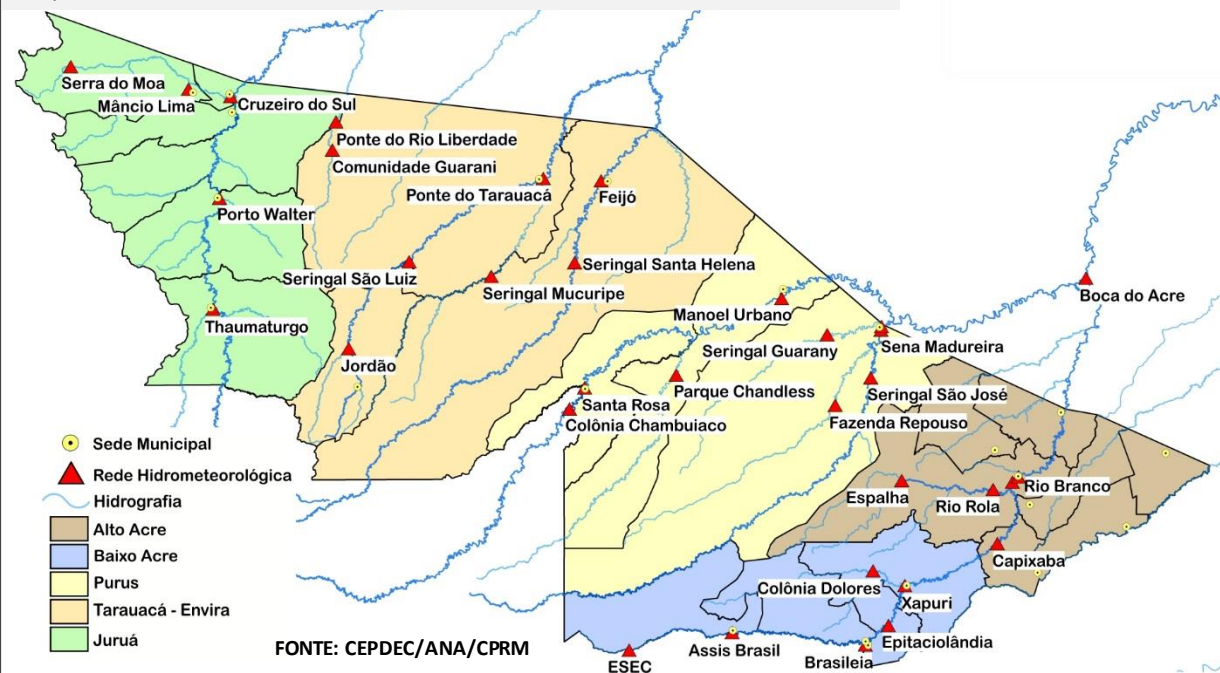 Serra do Moa
Mâncio Lima
Cruzeiro do Sul
Ponte do Rio Liberdade
Comunidade Guarani
Ponte do Tarauacá
Feijó
Porto Walter
Seringal São Luiz
Seringal Santa Helena
Seringal Mucuripe
Boca do Acre
Manoel Urbano
Thaumaturgo
Seringal Guarany
Sena Madureira
Jordão
Parque Chandless
Seringal São José
Santa Rosa
Colônia Chambuiaco
Fazenda Repouso
Espalha
Rio Rola
Rio Branco
Capixaba
Colônia Dolores
Xapuri
Epitaciolândia
Assis Brasil
Brasileia
ESEC
Sede Municipal
Rede Hidrometeorológica
Hidrografia
Alto Acre
Baixo Acre
Purus
Tarauacá - Envira
Juruá
FONTE: CEPDEC/ANA/CPRM